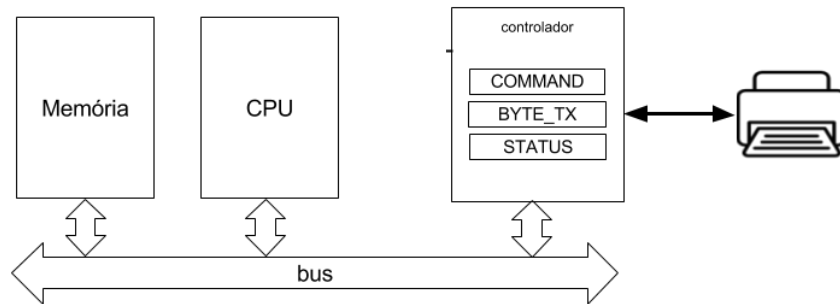 controlador
Memória
CPU
COMMAND
BYTE_TX
STATUS
bus